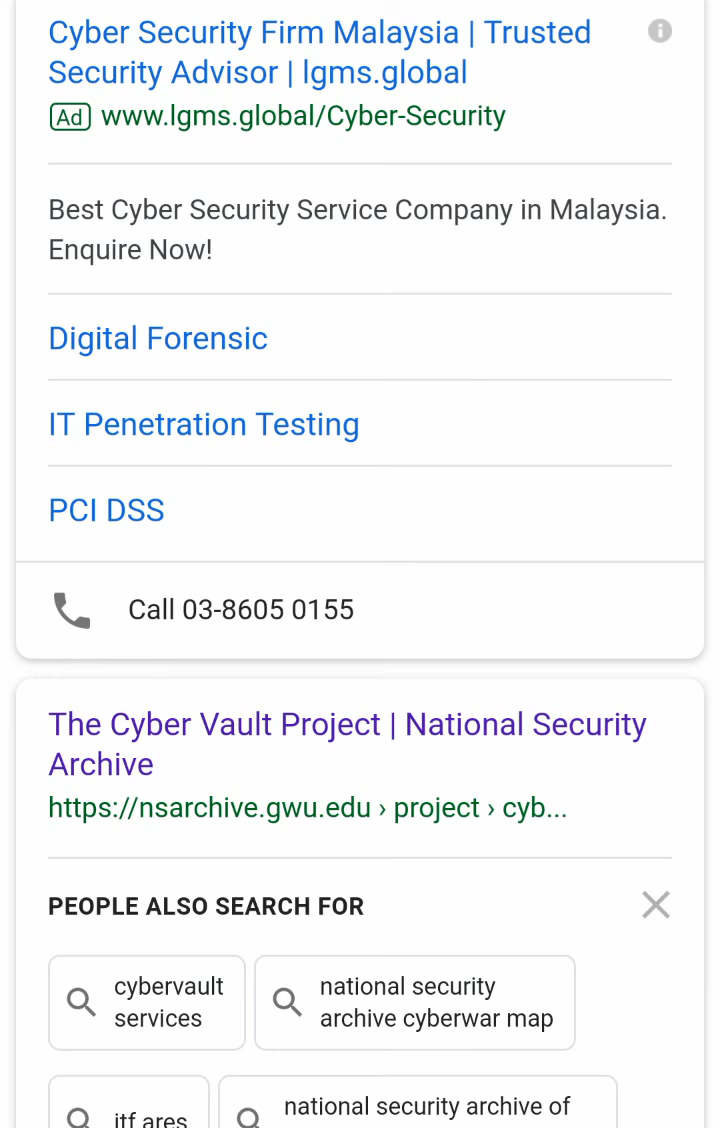 Cyber Security Firm Malaysia | Trusted
Security Advisor | lgms.global
Ad www.lgms.global/Cyber-Security
Best Cyber Security Service Company in Malaysia.
Enquire Now!
Digital Forensic
IT Penetration Testing
PCI DSS
Call 03-8605 0155
The Cyber Vault Project | National Security
Archive
https://nsarchive.gwu.edu › project › cyb...
PEOPLE ALSO SEARCH FOR
cybervault
services
national security
archive cyberwar map
itf ares
national security archive of